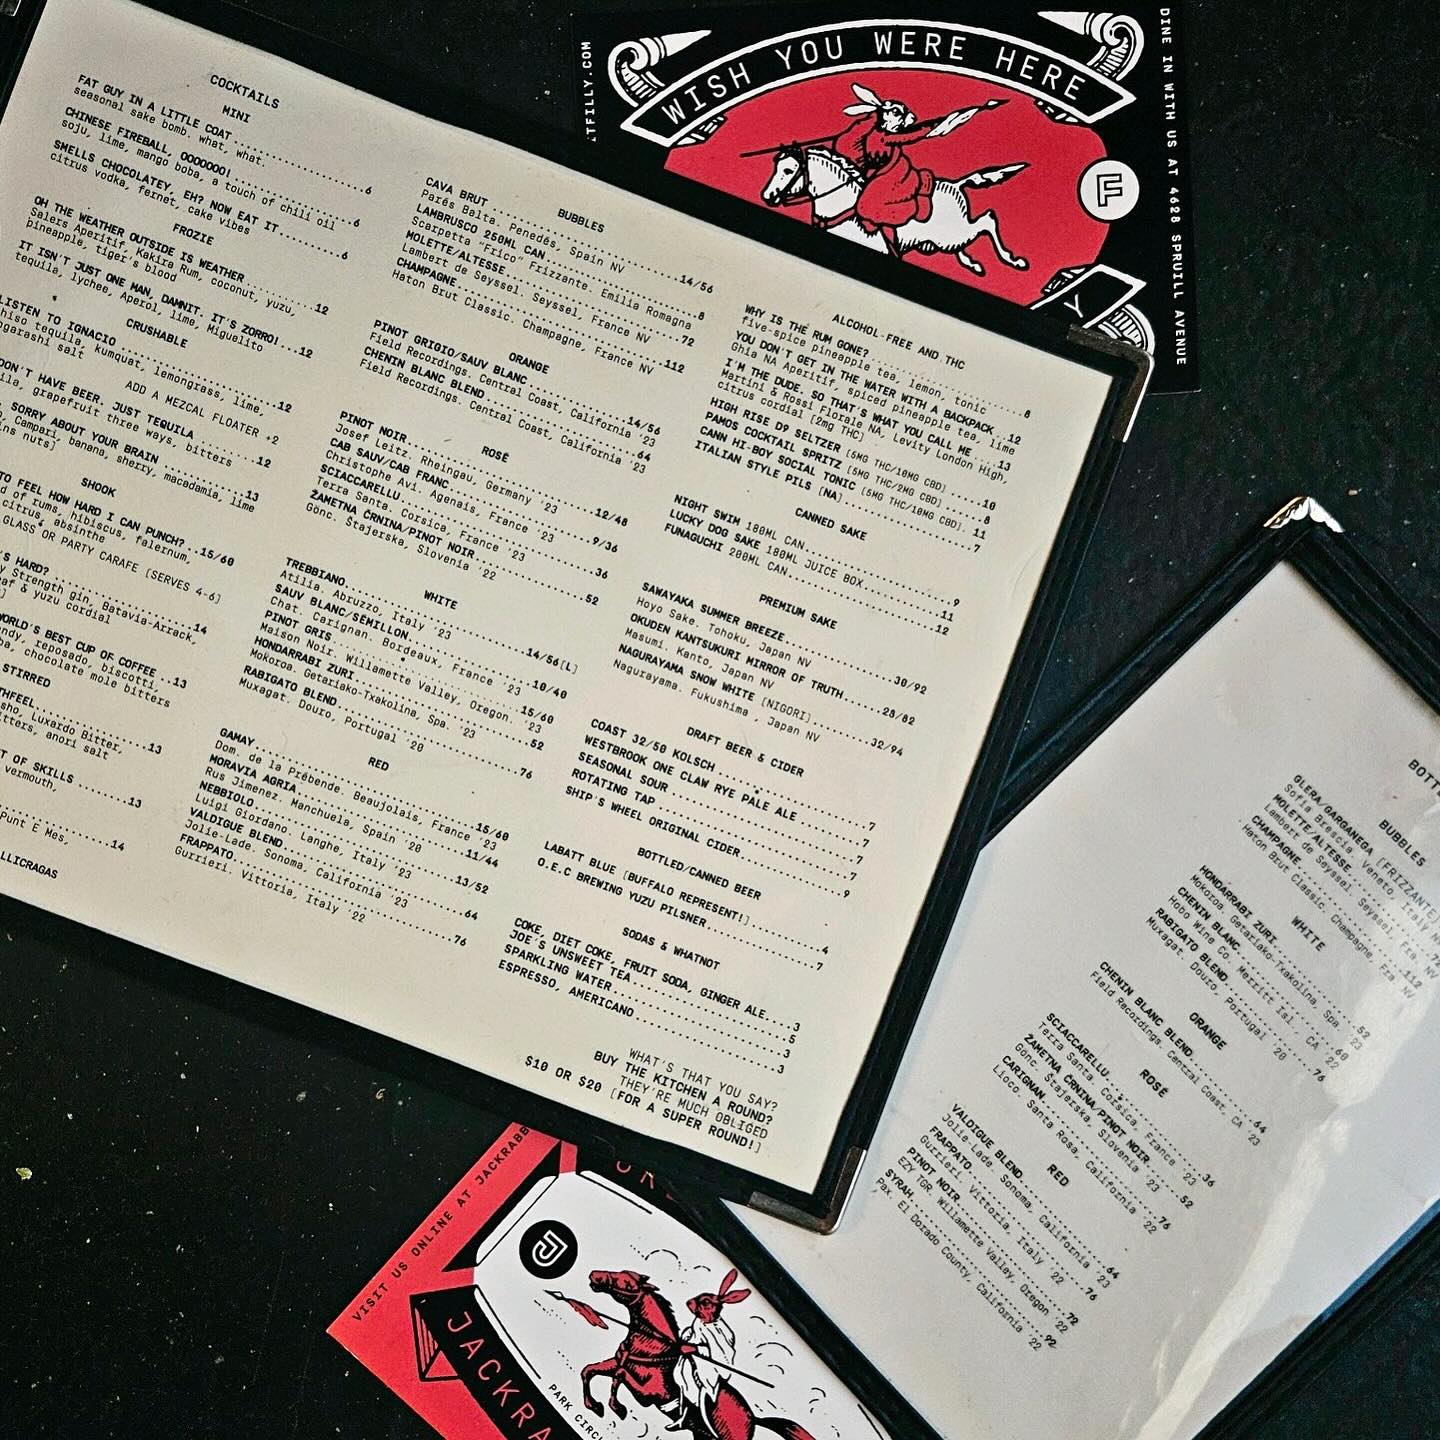 COCKTAILS
MINI
FAT GUY IN A LITTLE COAT...6
seasonal sake bomb. what, what.
CHINESE FIREBALL, OOOOOOO!...6
soju, lime, mango boba, a touch of chili oil
SMELLS CHOCOLATEY, EH? NOW EAT IT...6
citrus vodka, fernet, cake vibes
FROZIE
OH THE WEATHER OUTSIDE IS WEATHER...12
Salers Aperitif, Kakira Rum, coconut, yuzu,
pineapple, tiger's blood
IT ISN'T JUST ONE MAN, DAMNIT. IT'S ZORRO!...12
tequila, lychee, Aperol, lime, Miguelito
CRUSHABLE
LISTEN TO IGNACIO...12
tequila, kumquat, lemongrass, lime,
salt
DON'T HAVE BEER. JUST TEQUILA...12
grapefruit three ways, bitters
ADD A MEZCAL FLOATER +2
SORRY ABOUT YOUR BRAIN...13
Campari, banana, sherry, macadamia, lime
nuts]
SHOOK
TO FEEL HOW HARD I CAN PUNCH?...15/60
of rums, hibiscus, falernum,
citrus, absinthe
GLASS OR PARTY CARAFE [SERVES 4-6]
HARD?...14
Strength gin, Batavia-Arrack,
& yuzu cordial
WORLD'S BEST CUP OF COFFEE...13
reposado, biscotti,
chocolate mole bitters
STIRRED
...13
Luxardo Bitter,
anori salt
OF SKILLS...13
vermouth,
...14
Punt E Mes,
BUBBLES
CAVA BRUT...14/56
Parés Balta. Penedés, Spain NV
LAMBRUSCO 250ML CAN...8
Scarpetta "Frico" Frizzante. Emilia Romagna
MOLETTE/ALTESSE...72
Lambert de Seyssel. Seyssel, France NV
CHAMPAGNE...112
Haton Brut Classic. Champagne, France NV
ORANGE
PINOT GRIGIO/SAUV BLANC...14/56
Field Recordings. Central Coast, California '23
CHENIN BLANC BLEND...64
Field Recordings. Central Coast, California '23
ROSÉ
PINOT NOIR...12/48
Josef Leitz. Rheingau, Germany '23
CAB SAUV/CAB FRANC...9/36
Christophe Avi. Agenais, France '23
SCIACCARELLU...36
Terra Santa. Corsica, France '23
ŽAMETNA ČRNINA/PINOT NOIR...52
Gönc. Štajerska, Slovenia '22
WHITE
TREBBIANO...14/56[L]
Atilia. Abruzzo, Italy '23
SAUV BLANC/SÉMILLON...10/40
Chat. Carignan. Bordeaux, France '23
PINOT GRIS...15/60
Maison Noir. Willamette Valley, Oregon. '23
HONDARRABI ZURI...52
Mokoroa. Getariako-Txakolina, Spa. '23
RABIGATO BLEND...76
Muxagat. Douro, Portugal '20
RED
GAMAY...15/60
Dom. de la Prébende. Beaujolais, France '23
MORAVIA AGRIA...11/44
Rus Jimenez. Manchuela, Spain '20
NEBBIOLO...13/52
Luigi Giordano. Langhe, Italy '23
VALDIGUE BLEND...64
Jolie-Lade. Sonoma, California '23
FRAPPATO...76
Gurrieri. Vittoria, Italy '22
ALCOHOL-FREE AND THC
WHY IS THE RUM GONE?...8
five-spice pineapple tea, lemon, tonic
YOU DON'T GET IN THE WATER WITH A BACKPACK...12
Ghia NA Aperitif, spiced pineapple tea, lime
I'M THE DUDE, SO THAT'S WHAT YOU CALL ME...13
Martini & Rossi Florale NA, Levity London High,
citrus cordial [2mg THC]
HIGH RISE D9 SELTZER [5MG THC/10MG CBD]...10
PAMOS COCKTAIL SPRITZ [5MG THC/2MG CBD]...8
CANN HI-BOY SOCIAL TONIC [5MG THC/10MG CBD]. 11
ITALIAN STYLE PILS [NA]...7
CANNED SAKE
NIGHT SWIM 180ML CAN...9
LUCKY DOG SAKE 180ML JUICE BOX...11
FUNAGUCHI 200ML CAN...12
PREMIUM SAKE
SAWAYAKA SUMMER BREEZE...30/92
Hoyo Sake. Tohoku, Japan NV
OKUDEN KANTSUKURI MIRROR OF TRUTH...28/82
Masumi. Kanto, Japan NV
NAGURAYAMA SNOW WHITE [NIGORI]...32/94
Nagurayama. Fukushima , Japan NV
DRAFT BEER & CIDER
COAST 32/50 KOLSCH...7
WESTBROOK ONE CLAW RYE PALE ALE...7
SEASONAL SOUR...7
ROTATING TAP...7
SHIP'S WHEEL ORIGINAL CIDER...9
BOTTLED/CANNED BEER
LABATT BLUE [BUFFALO REPRESENT!]...4
O.E.C BREWING YUZU PILSNER...7
SODAS & WHATNOT
COKE, DIET COKE, FRUIT SODA, GINGER ALE....3
JOE'S UNSWEET TEA...5
SPARKLING WATER...3
ESPRESSO, AMERICANO...3
WHAT'S THAT YOU SAY?
BUY THE KITCHEN A ROUND?
THEY'RE MUCH OBLIGED
$10 OR $20 [FOR A SUPER ROUND!]
WISH YOU WERE HERE
F
TFILLY.COM
DINE IN WITH US AT 4628 SPRUILL AVENUE
Y
BUBBLES
GLERA/GARGANEGA [FRIZZANTE]
Sofia Brescia. Veneto, Italy
MOLETTE/ALTESSE...72
Lambert de Seyssel. Seyssel, Fra. NV
CHAMPAGNE...112
Haton Brut Classic. Champagne, Fra NV
WHITE
HONDARRABI ZURI...52
Mokoroa. Getariako-Txakolina, Spa. '23
CHENIN BLANC...60
Hobo Wine Co. Merritt Isl. CA '22
RABIGATO BLEND...76
Muxagat. Douro, Portugal '20
ORANGE
CHENIN BLANC BLEND...64
Field Recordings. Central Coast, CA '23
ROSÉ
SCIACCARELLU...36
Terra Santa. Corsica, France '23
ŽAMETNA ČRNINA/PINOT NOIR...52
Gönc. Štajerska, Slovenia '23
CARIGNAN...76
Lioco. Santa Rosa, California '22
RED
VALDIGUE BLEND...64
Jolie-Lade. Sonoma, California '23
FRAPPATO...76
Gurrieri. Vittoria, Italy '22
PINOT NOIR...72
EZY TGR. Willamette Valley, Oregon '22
SYRAH...92
Pax. El Dorado County, California '22
VISIT US ONLINE AT JACKRABB
J
JACKRA
PARK CIRC